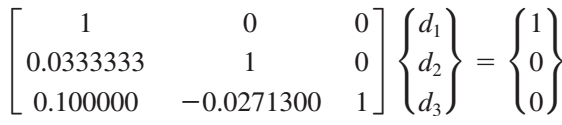 1 0 0 d₁ 1
0.0333333 1 0 d₂ = 0
0.100000 −0.0271300 1 d₃ 0